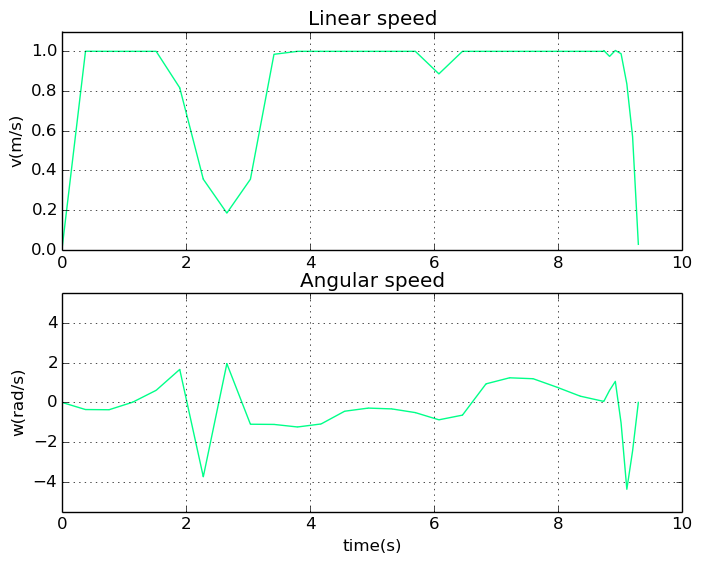 Linear speed
1.0
0.8
0.6
0.4
0.2
0.0
v(m/s)
0 2 4 6 8 10
Angular speed
4
2
0
−2
−4
w(rad/s)
0 2 4 6 8 10
time(s)